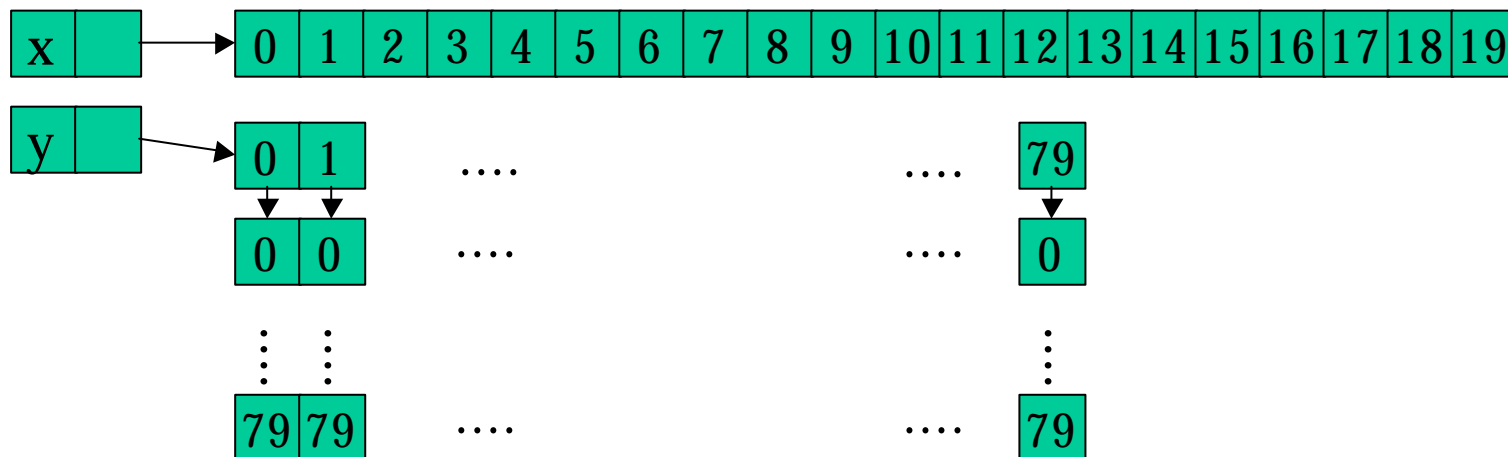 x 0 1 2 3 4 5 6 7 8 9 10 11 12 13 14 15 16 17 18 19
y 0 1 .... .... 79
0 0 .... .... 0
79 79 .... .... 79